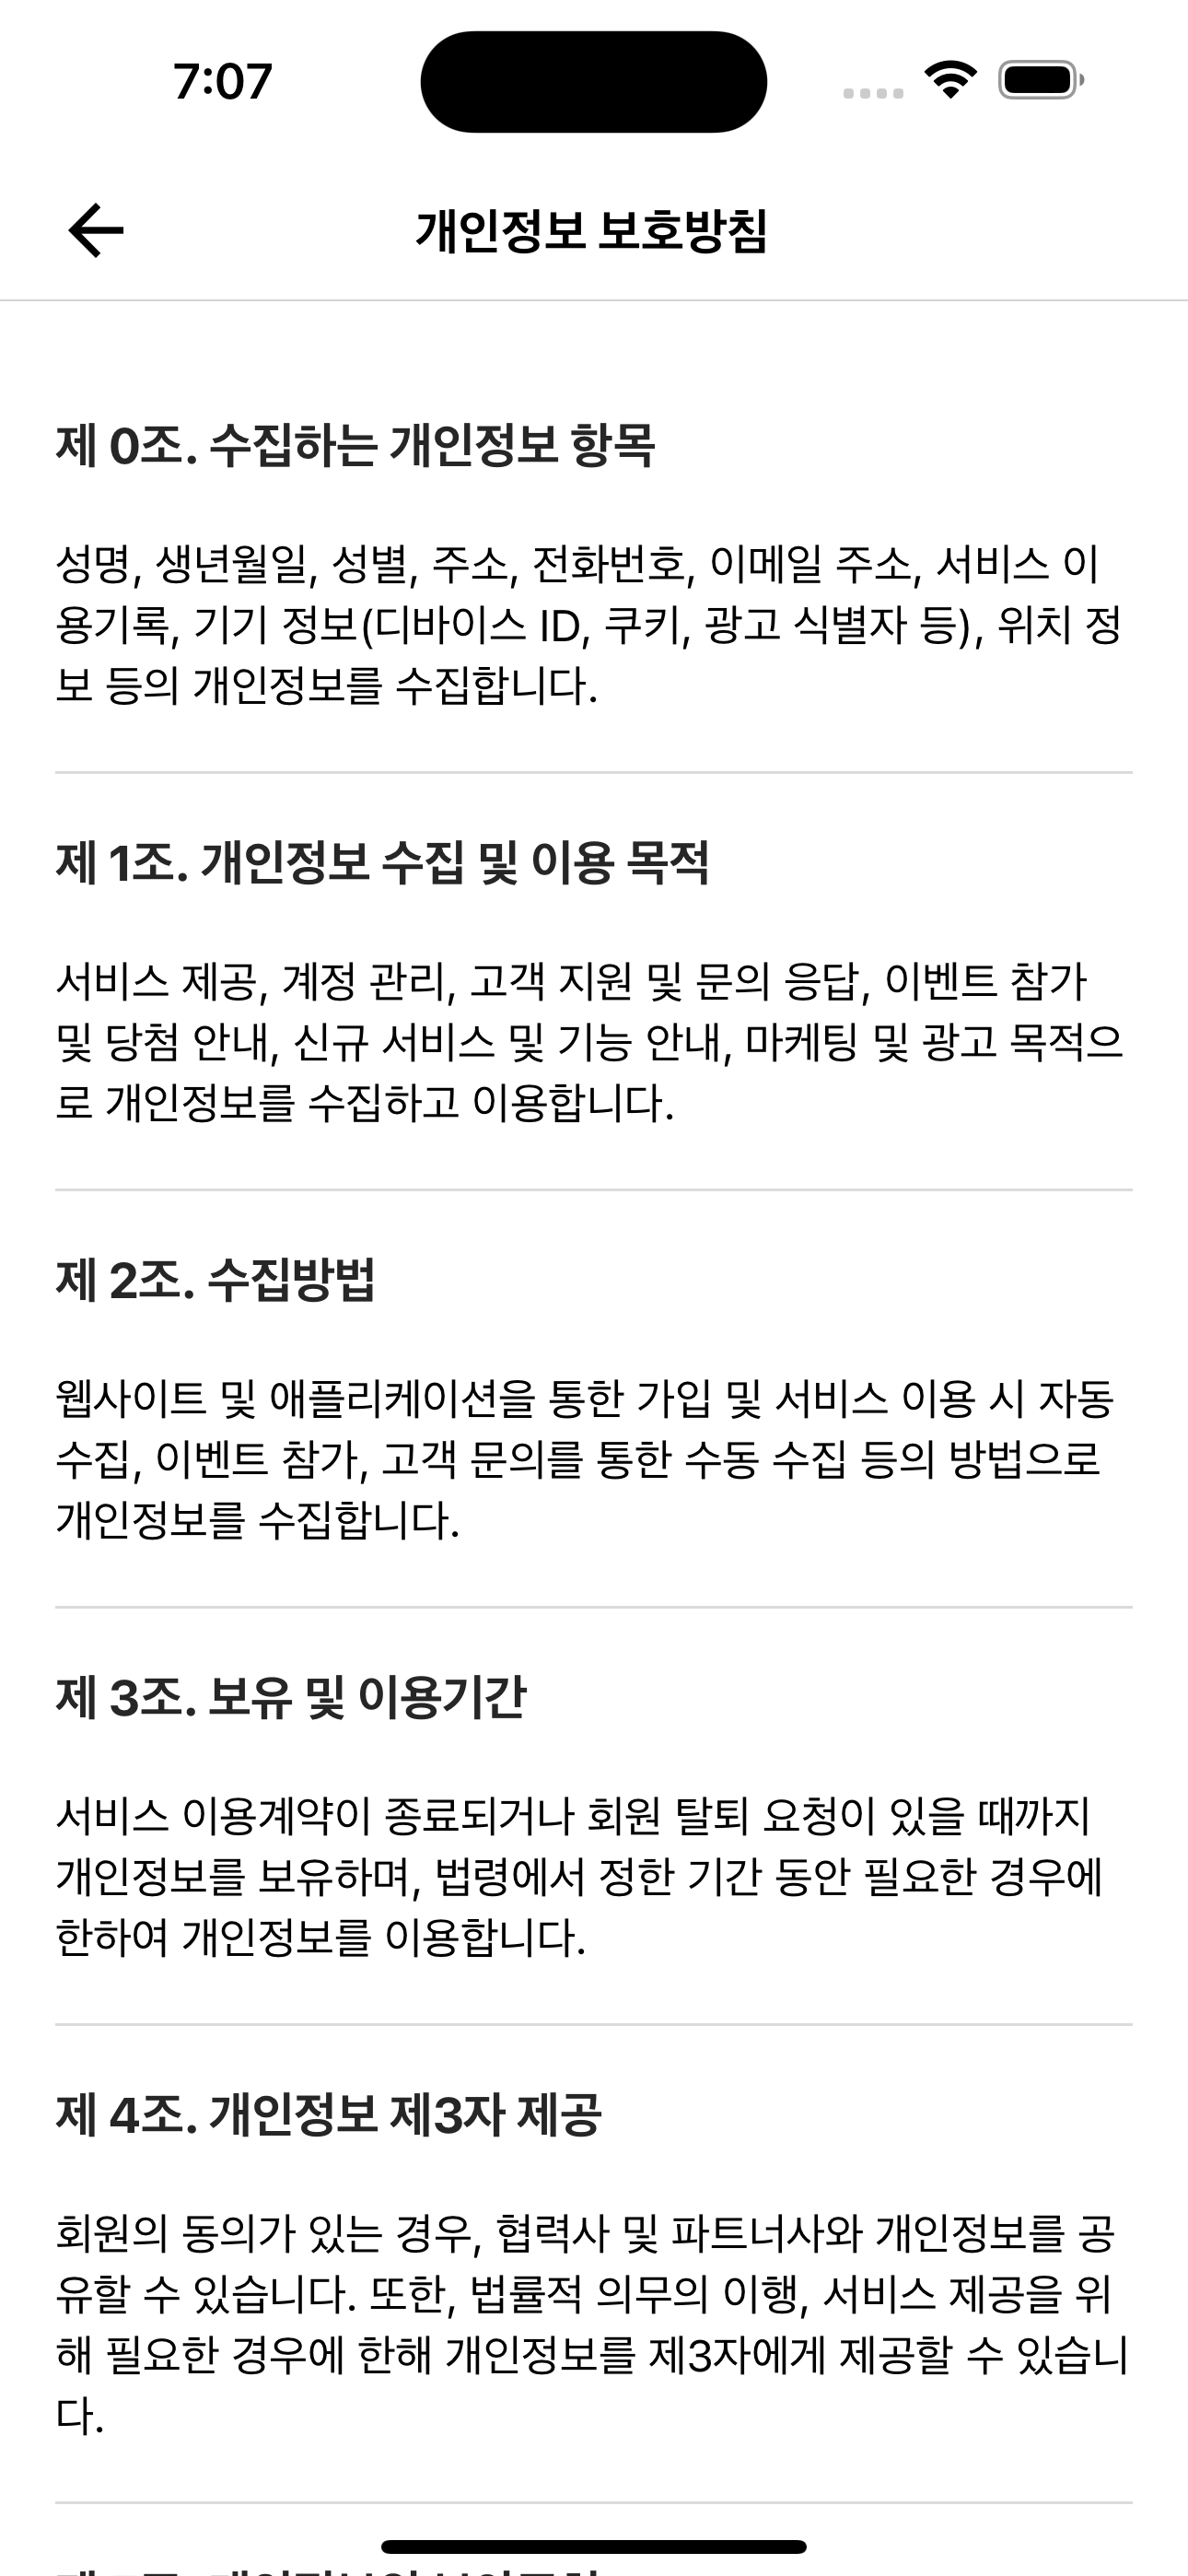 7:07
개인정보 보호방침
제 0조. 수집하는 개인정보 항목
성명, 생년월일, 성별, 주소, 전화번호, 이메일 주소, 서비스 이
용기록, 기기 정보(디바이스 ID, 쿠키, 광고 식별자 등), 위치 정
보 등의 개인정보를 수집합니다.
제 1조. 개인정보 수집 및 이용 목적
서비스 제공, 계정 관리, 고객 지원 및 문의 응답, 이벤트 참가
및 당첨 안내, 신규 서비스 및 기능 안내, 마케팅 및 광고 목적으
로 개인정보를 수집하고 이용합니다.
제 2조. 수집방법
웹사이트 및 애플리케이션을 통한 가입 및 서비스 이용 시 자동
수집, 이벤트 참가, 고객 문의를 통한 수동 수집 등의 방법으로
개인정보를 수집합니다.
제 3조. 보유 및 이용기간
서비스 이용계약이 종료되거나 회원 탈퇴 요청이 있을 때까지
개인정보를 보유하며, 법령에서 정한 기간 동안 필요한 경우에
한하여 개인정보를 이용합니다.
제 4조. 개인정보 제3자 제공
회원의 동의가 있는 경우, 협력사 및 파트너사와 개인정보를 공
유할 수 있습니다. 또한, 법률적 의무의 이행, 서비스 제공을 위
해 필요한 경우에 한해 개인정보를 제3자에게 제공할 수 있습니
다.